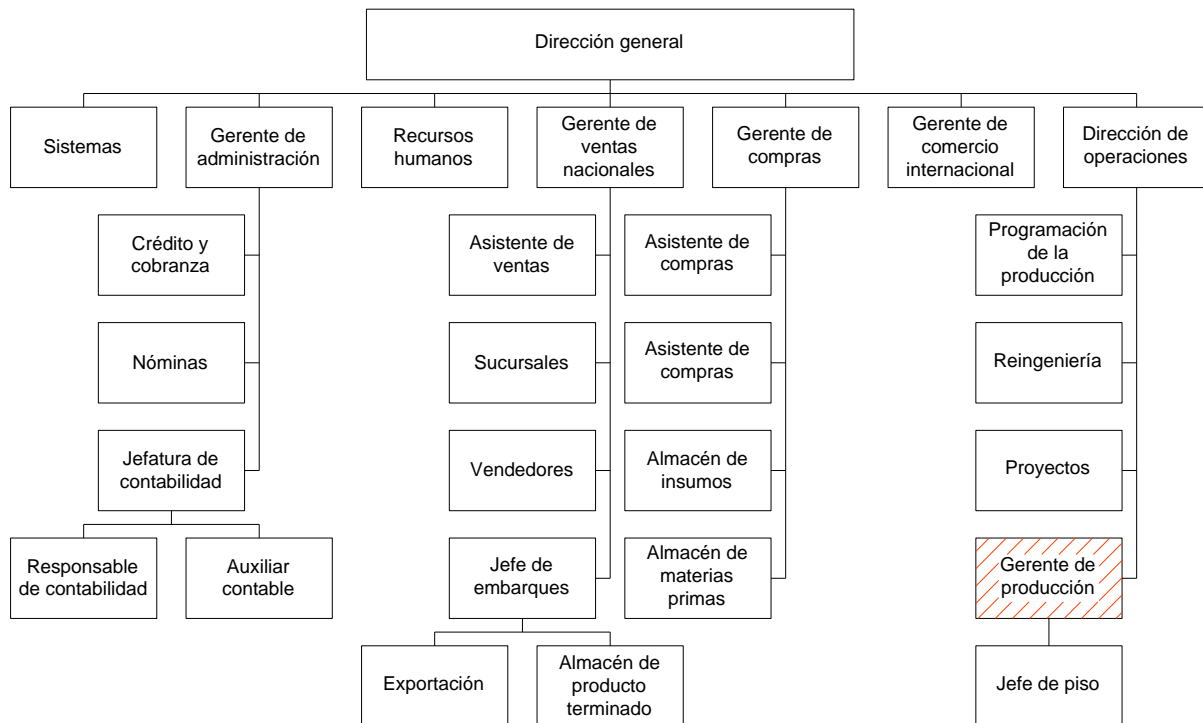 Dirección general
Sistemas
Gerente de
administración
Recursos
humanos
Gerente de
ventas
nacionales
Gerente de
compras
Gerente de
comercio
internacional
Dirección de
operaciones
Crédito y
cobranza
Asistente de
ventas
Asistente de
compras
Programación
de la
producción
Nóminas
Sucursales
Asistente de
compras
Reingeniería
Jefatura de
contabilidad
Vendedores
Almacén de
insumos
Proyectos
Responsable
de contabilidad
Auxiliar
contable
Jefe de
embarques
Almacén de
materias
primas
Gerente de
producción
Exportación
Almacén de
producto
terminado
Jefe de piso